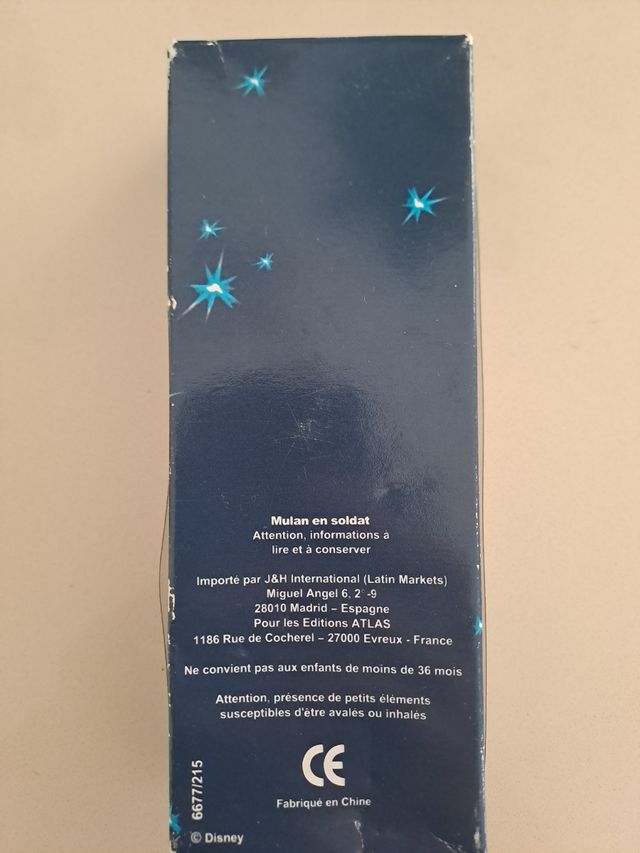 Mulan en soldat
Attention, informations à
lire et à conserver
Importé par J&H International (Latin Markets)
Miguel Angel 6, 2° -9
28010 Madrid – Espagne
Pour les Editions ATLAS
1186 Rue de Cocherel – 27000 Evreux - France
Ne convient pas aux enfants de moins de 36 mois
Attention, présence de petits éléments
susceptibles d'être avalés ou inhalés
CE
Fabriqué en Chine
6677/215
© Disney